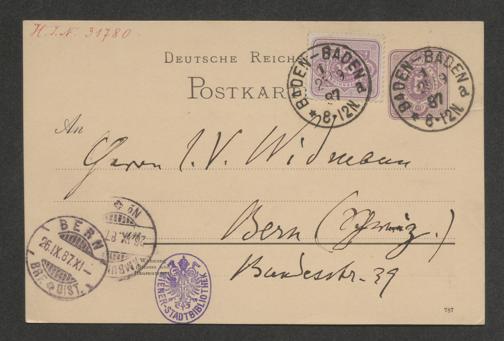 H.I.N. 31780.
DEUTSCHE REICHS
POSTKAR
BADEN-BADEN
87
8-12N.
BADEN-BADEN
87
8-12N.
An
Herrn J. V. Widmann
Bern (Schweiz.)
Bundesstr. 39
BERN
26.IX.87.XI-
BRF. DIST.
WIENER-STADTBIBLIOTHEK
787